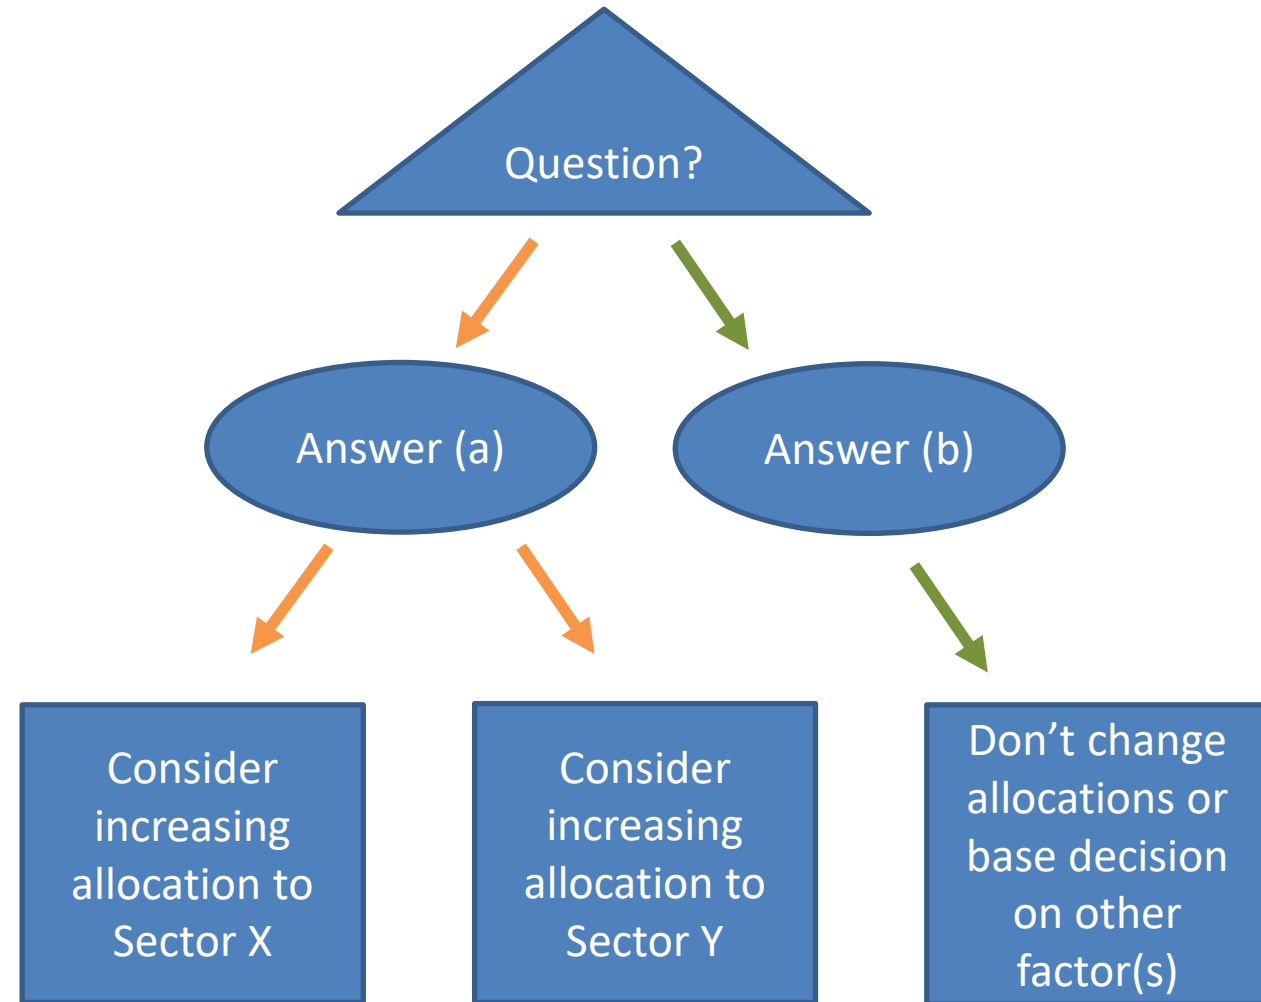 Question?
Answer (a)
Answer (b)
Consider
increasing
allocation to
Sector X
Consider
increasing
allocation to
Sector Y
Don’t change
allocations or
base decision
on other
factor(s)